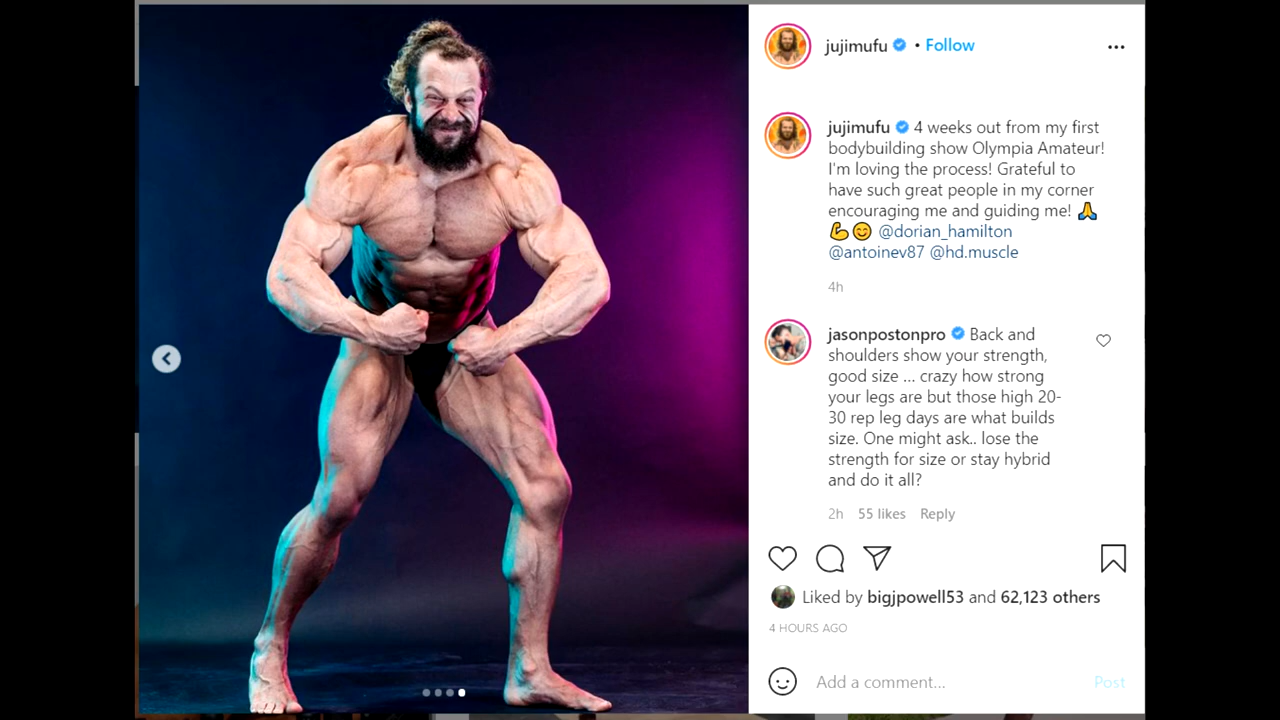 jujimufu • Follow
jujimufu 4 weeks out from my first
bodybuilding show Olympia Amateur!
I'm loving the process! Grateful to
have such great people in my corner
encouraging me and guiding me! 🙏
💪😊 @dorian_hamilton
@antoinev87 @hd.muscle
4h
jasonpostonpro Back and
shoulders show your strength,
good size ... crazy how strong
your legs are but those high 20-
30 rep leg days are what builds
size. One might ask.. lose the
strength for size or stay hybrid
and do it all?
2h 55 likes Reply
Liked by bigjpowell53 and 62,123 others
4 HOURS AGO
Add a comment... Post